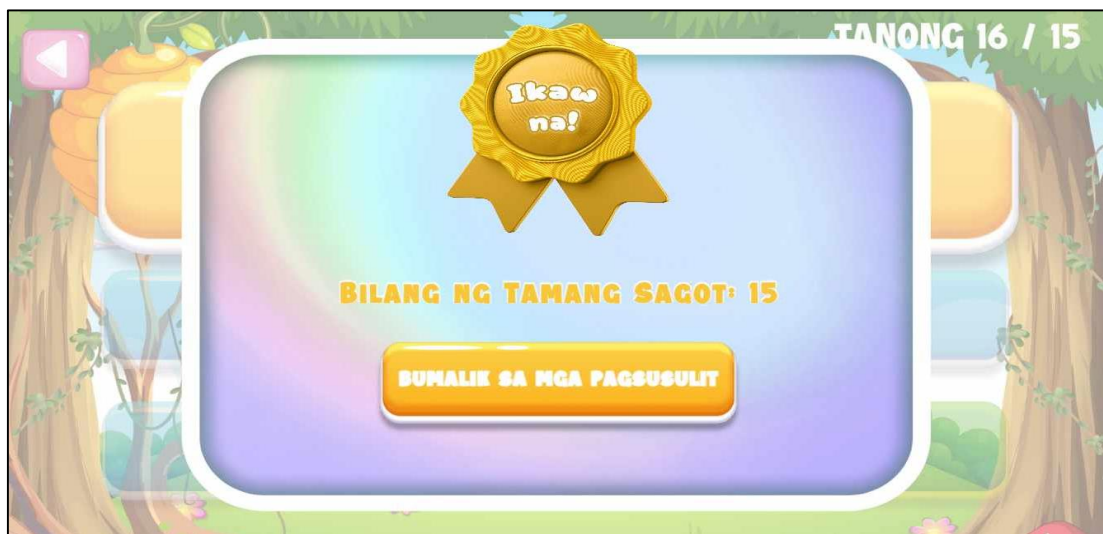 TANONG 16 / 15
Ikaw
na!
BILANG NG TAMANG SAGOT: 15
BUMALIK SA MGA PAGSUSULIT